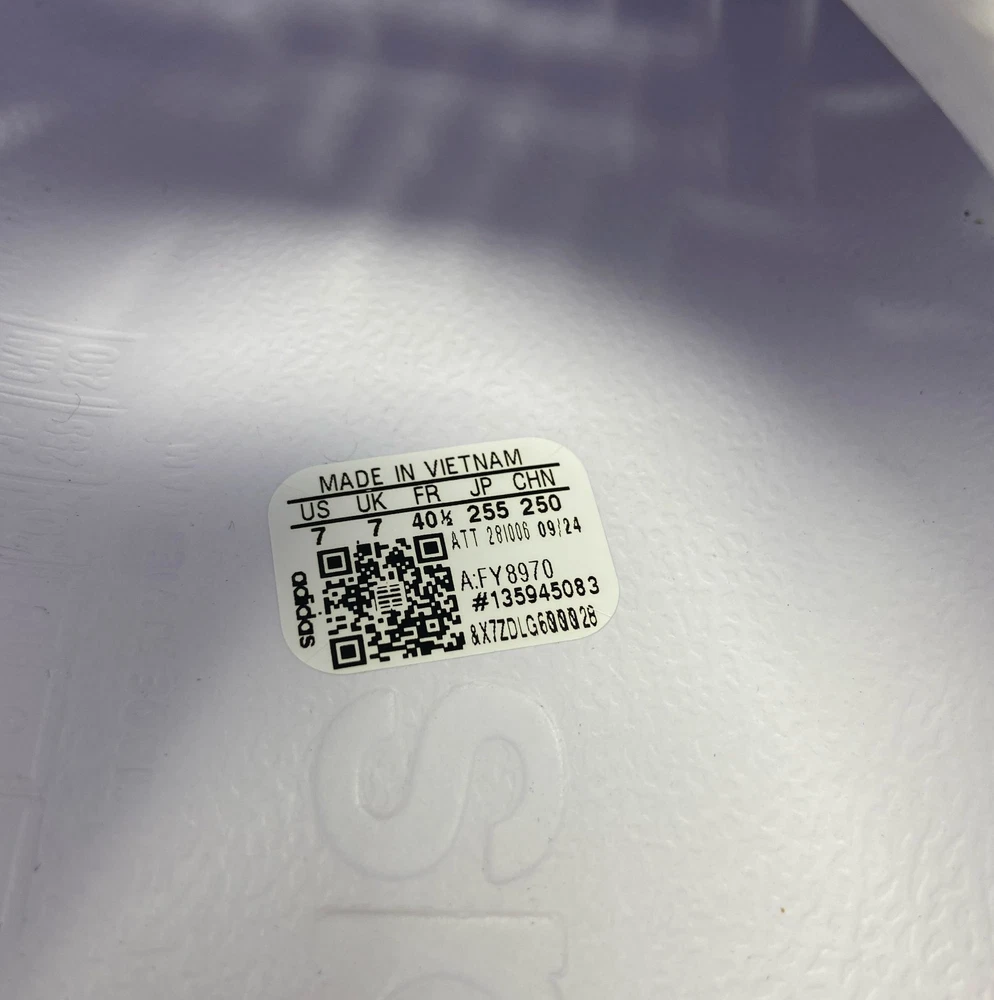 MADE IN VIETNAM
US UK FR JP CHN
7 7 40½ 255 250
ATT 281006 09/24
A:FY8970
#135945083
&X7ZDLG600028
adidas
S